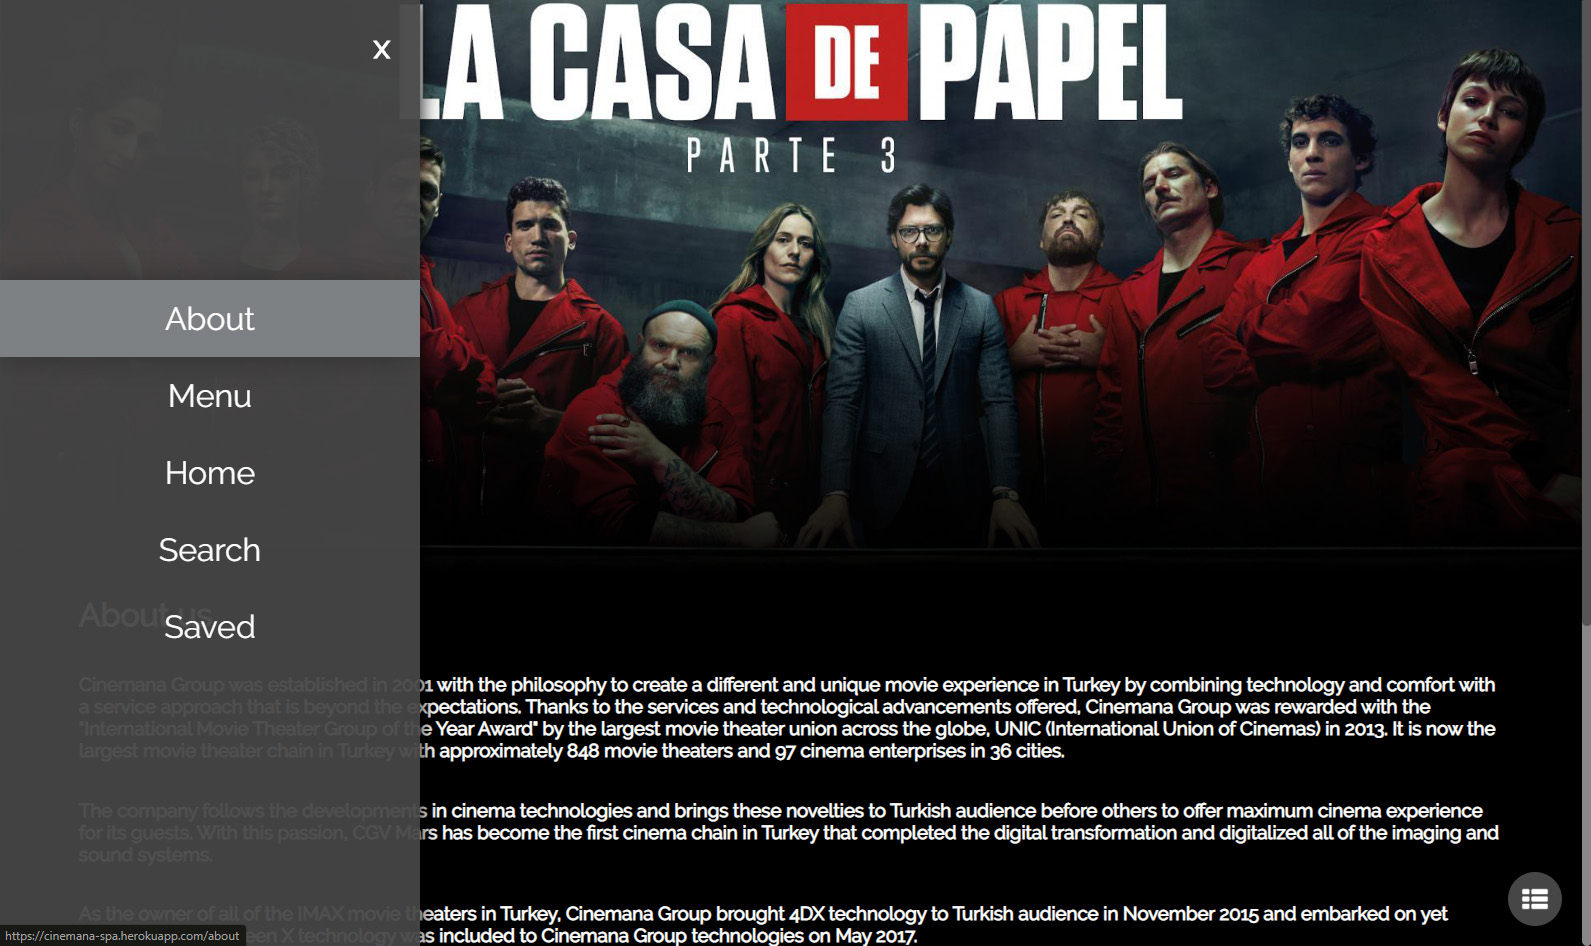 X
LA CASA DE PAPEL
PARTE 3
About
Menu
Home
Search
Saved
About us
Cinemana Group was established in 2001 with the philosophy to create a different and unique movie experience in Turkey by combining technology and comfort with
a service approach that is beyond the expectations. Thanks to the services and technological advancements offered, Cinemana Group was rewarded with the
"International Movie Theater Group of the Year Award" by the largest movie theater union across the globe, UNIC (International Union of Cinemas) in 2013. It is now the
largest movie theater chain in Turkey with approximately 848 movie theaters and 97 cinema enterprises in 36 cities.
The company follows the developments in cinema technologies and brings these novelties to Turkish audience before others to offer maximum cinema experience
for its guests. With this passion, CGV Mars has become the first cinema chain in Turkey that completed the digital transformation and digitalized all of the imaging and
sound systems.
As the owner of all of the IMAX movie theaters in Turkey, Cinemana Group brought 4DX technology to Turkish audience in November 2015 and embarked on yet
een X technology was included to Cinemana Group technologies on May 2017.
https://cinemana-spa.herokuapp.com/about